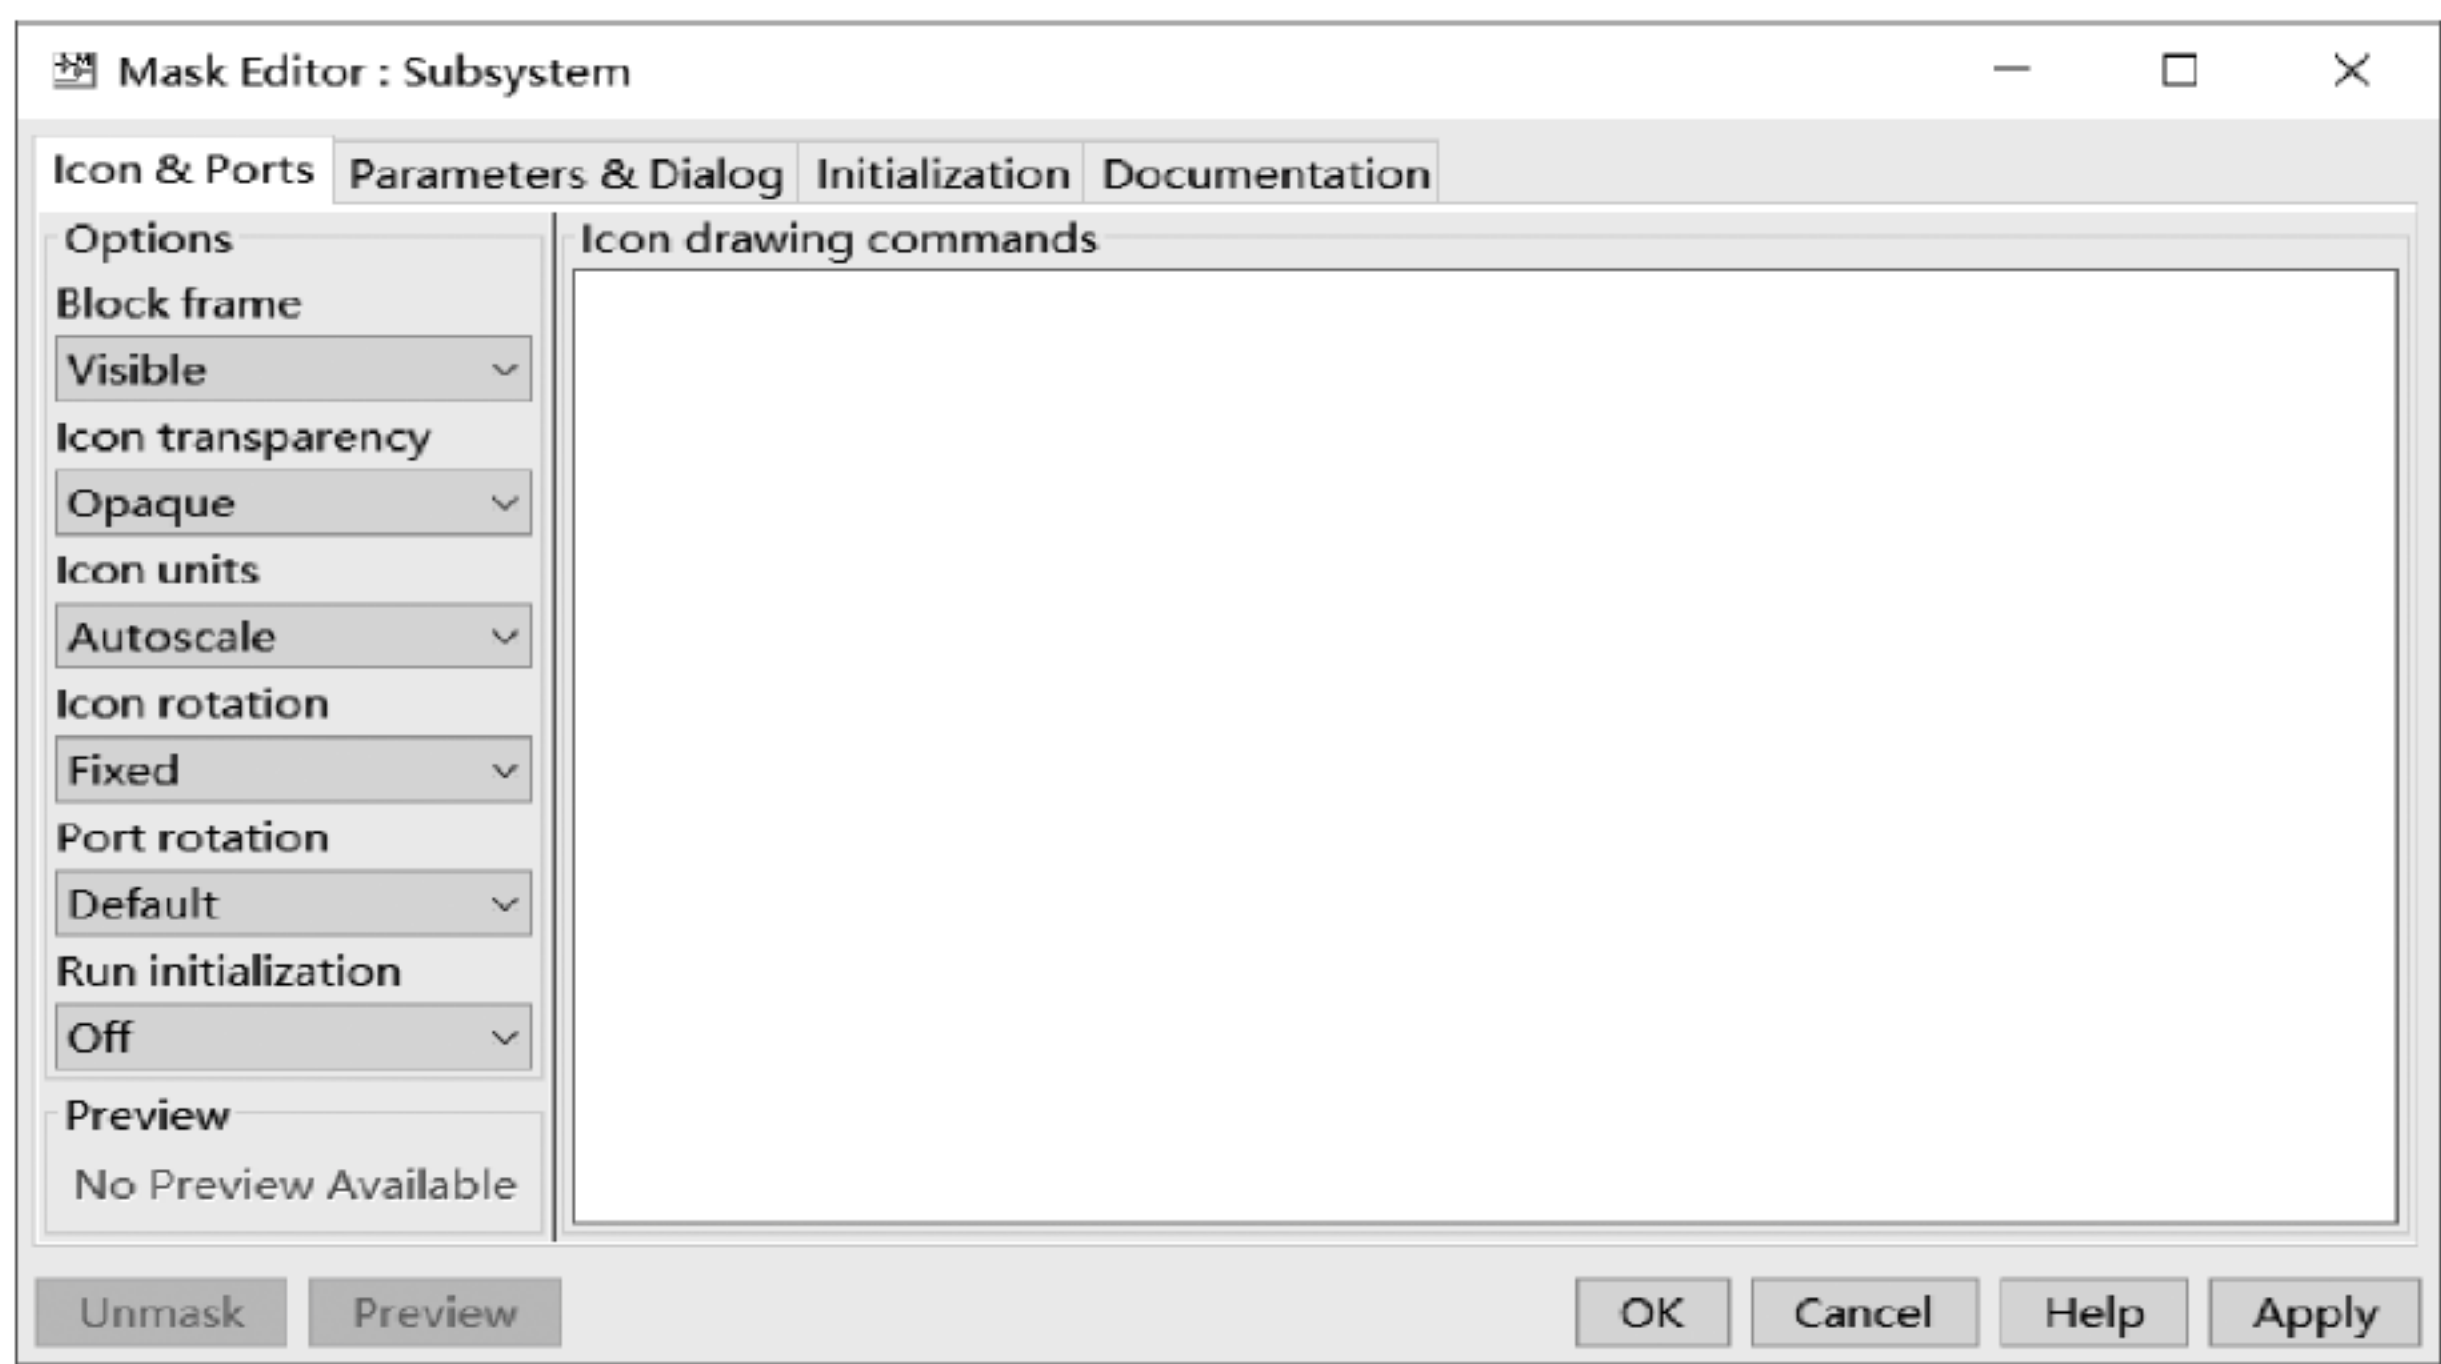 Mask Editor : Subsystem
Icon & Ports Parameters & Dialog Initialization Documentation
Options
Block frame
Visible
Icon transparency
Opaque
Icon units
Autoscale
Icon rotation
Fixed
Port rotation
Default
Run initialization
Off
Preview
No Preview Available
Icon drawing commands
Unmask Preview OK Cancel Help Apply